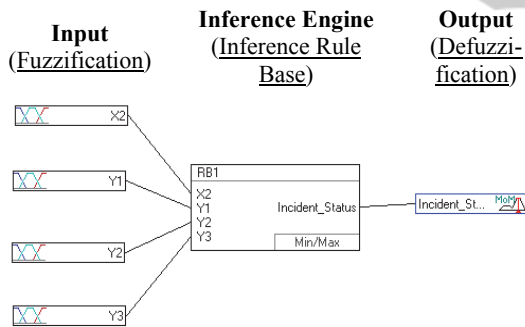 Input
(Fuzzification)
Inference Engine
(Inference Rule
Base)
Output
(Defuzzi-
fication)
X2
Y1
Y2
Y3
RB1
X2
Y1
Y2
Y3
Incident_Status
Min/Max
Incident_St...
MoM